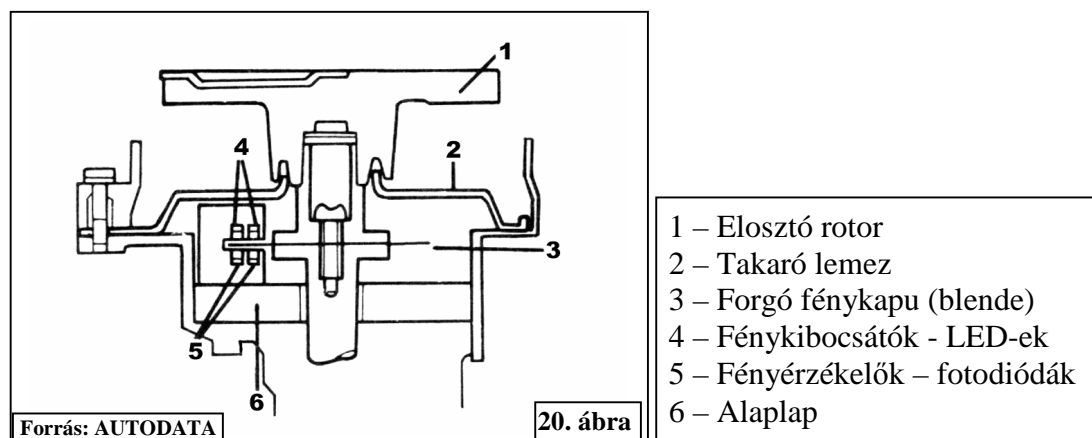 1
4
2
3
5
6
Forrás: AUTODATA
20. ábra
1 – Elosztó rotor
2 – Takaró lemez
3 – Forgó fénykapu (blende)
4 – Fénykibocsátók - LED-ek
5 – Fényérzékelők – fotodiódák
6 – Alaplap